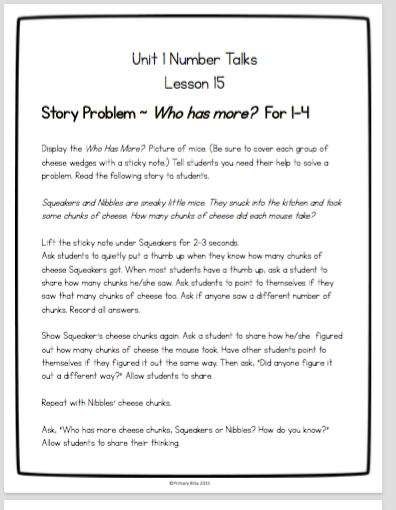 Unit 1 Number Talks
Lesson 15
Story Problem ~ Who has more? For 1-4
Display the Who Has More? Picture of mice. (Be sure to cover each group of
cheese wedges with a sticky note.) Tell students you need their help to solve a
problem. Read the following story to students.
Squeakers and Nibbles are sneaky little mice. They snuck into the kitchen and took
some chunks of cheese. How many chunks of cheese did each mouse take?
Lift the sticky note under Squeakers for 2-3 seconds.
Ask students to quietly put a thumb up when they know how many chunks of
cheese Squeakers got. When most students have a thumb up, ask a student to
share how many chunks he/she saw. Ask students to point to themselves if they
saw that many chunks of cheese too. Ask if anyone saw a different number of
chunks. Record all answers.
Show Squeaker's cheese chunks again. Ask a student to share how he/she figured
out how many chunks of cheese the mouse took. Have other students point to
themselves if they figured it out the same way. Then ask, "Did anyone figure it
out a different way?" Allow students to share.
Repeat with Nibbles' cheese chunks.
Ask, "Who has more cheese chunks, Squeakers or Nibbles? How do you know?"
Allow students to share their thinking.
©Primary Bliss 2015